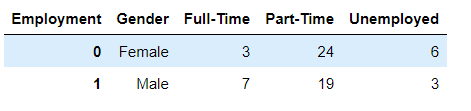 Employment Gender Full-Time Part-Time Unemployed
0 Female 3 24 6
1 Male 7 19 3